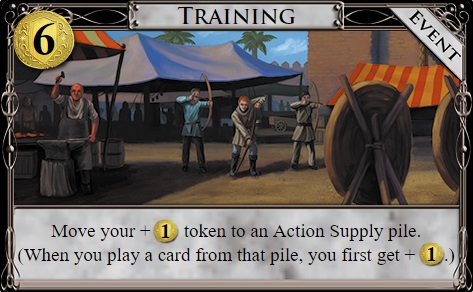 TRAINING
6
EVENT
Move your +1 token to an Action Supply pile.
(When you play a card from that pile, you first get +1.)